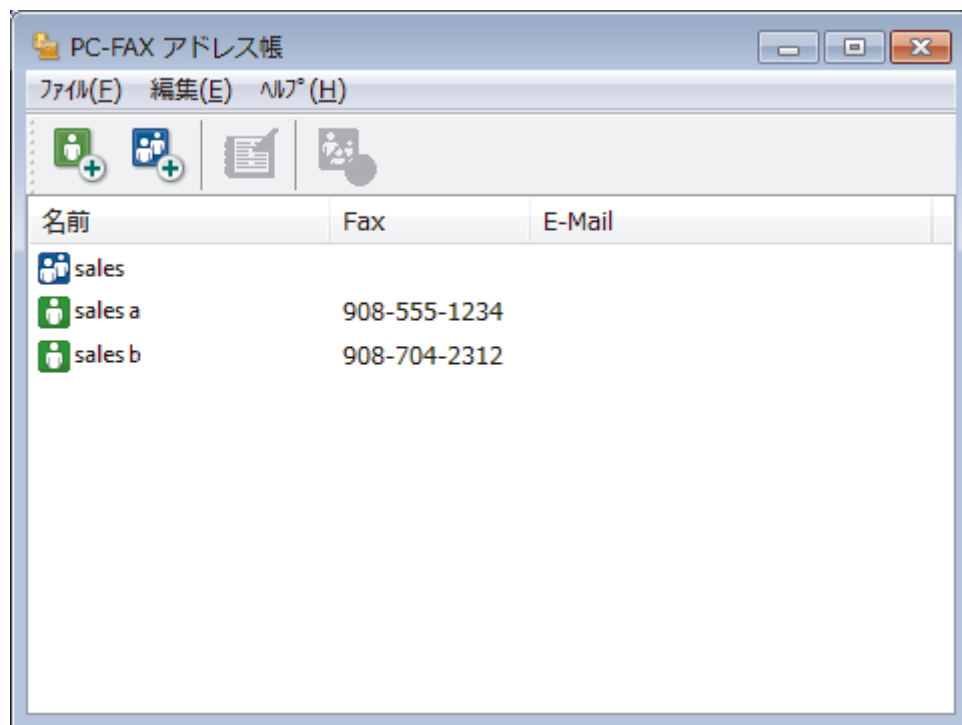 PC-FAX アドレス帳
ﾌｧｲﾙ(F) 編集(E) ﾍﾙﾌﾟ(H)
名前 Fax E-Mail
sales
sales a 908-555-1234
sales b 908-704-2312